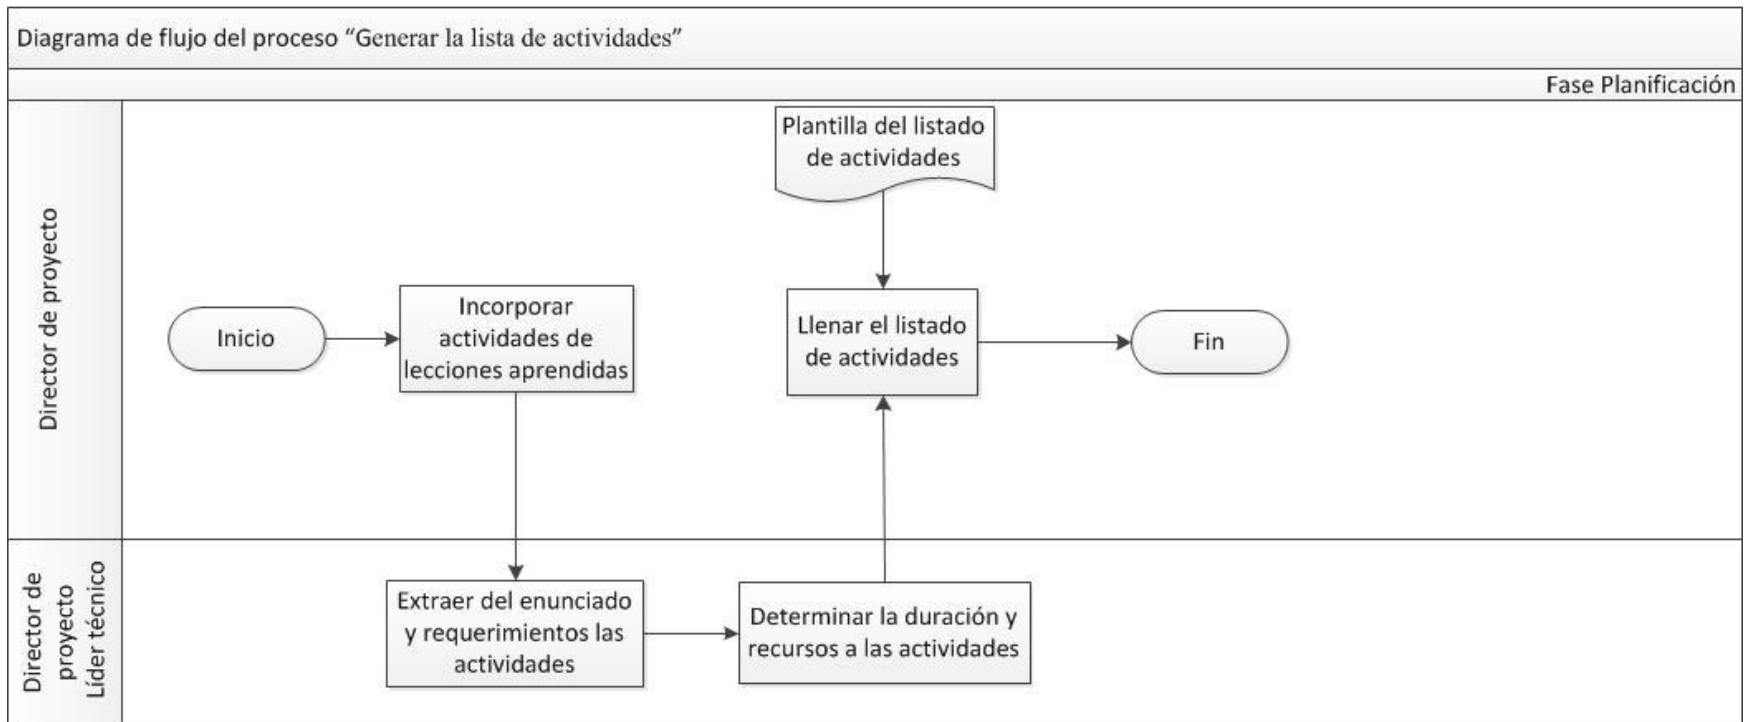 Diagrama de flujo del proceso “Generar la lista de actividades”
Fase Planificación
Director de proyecto
Plantilla del listado
de actividades
Inicio
Incorporar
actividades de
lecciones aprendidas
Llenar el listado
de actividades
Fin
Director de
proyecto
Líder técnico
Extraer del enunciado
y requerimientos las
actividades
Determinar la duración y
recursos a las actividades